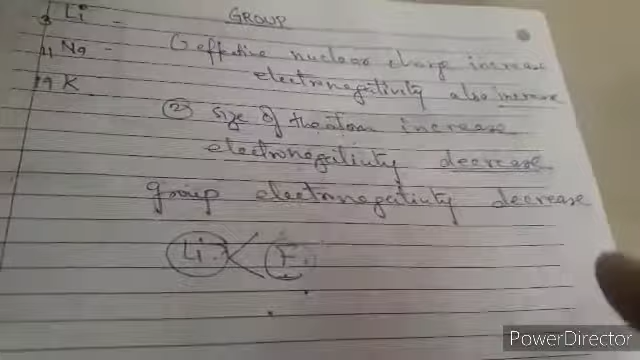 GROUP
3 Li -
11 Na - effective nuclear charge increase
electronegativity also increase
19 K
② size of the atom increase
electronegativity decrease
group electronegativity decrease
Li < F
PowerDirector